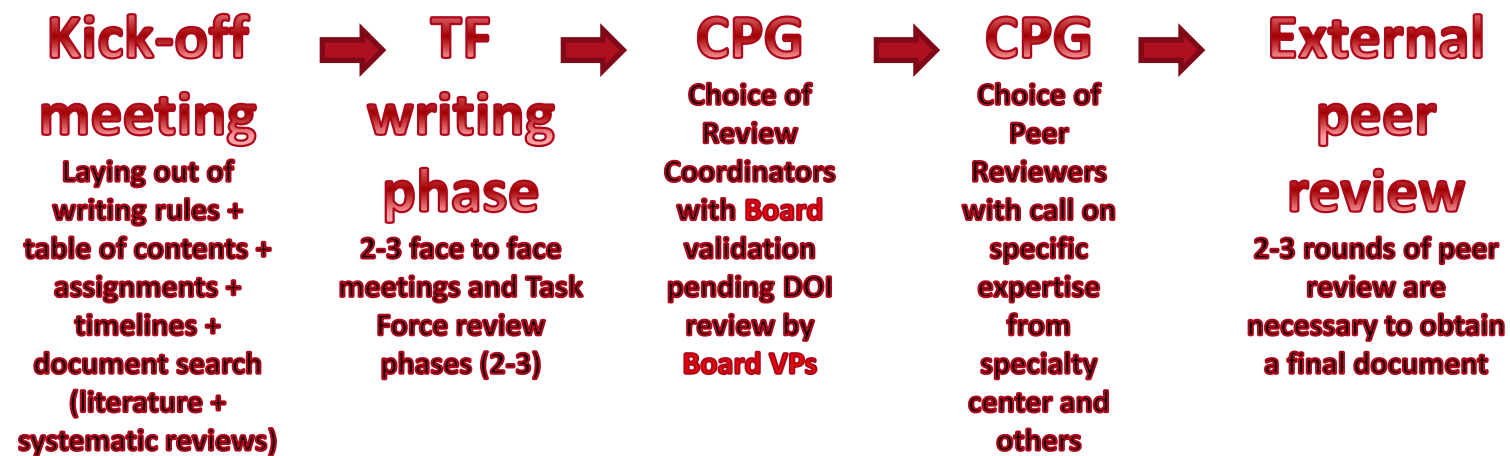 Kick-off
meeting
Laying out of
writing rules +
table of contents +
assignments +
timelines +
document search
(literature +
systematic reviews)
TF
writing
phase
2-3 face to face
meetings and Task
Force review
phases (2-3)
CPG
Choice of
Review
Coordinators
with Board
validation
pending DOI
review by
Board VPs
CPG
Choice of
Peer
Reviewers
with call on
specific
expertise
from
specialty
center and
others
External
peer
review
2-3 rounds of peer
review are
necessary to obtain
a final document